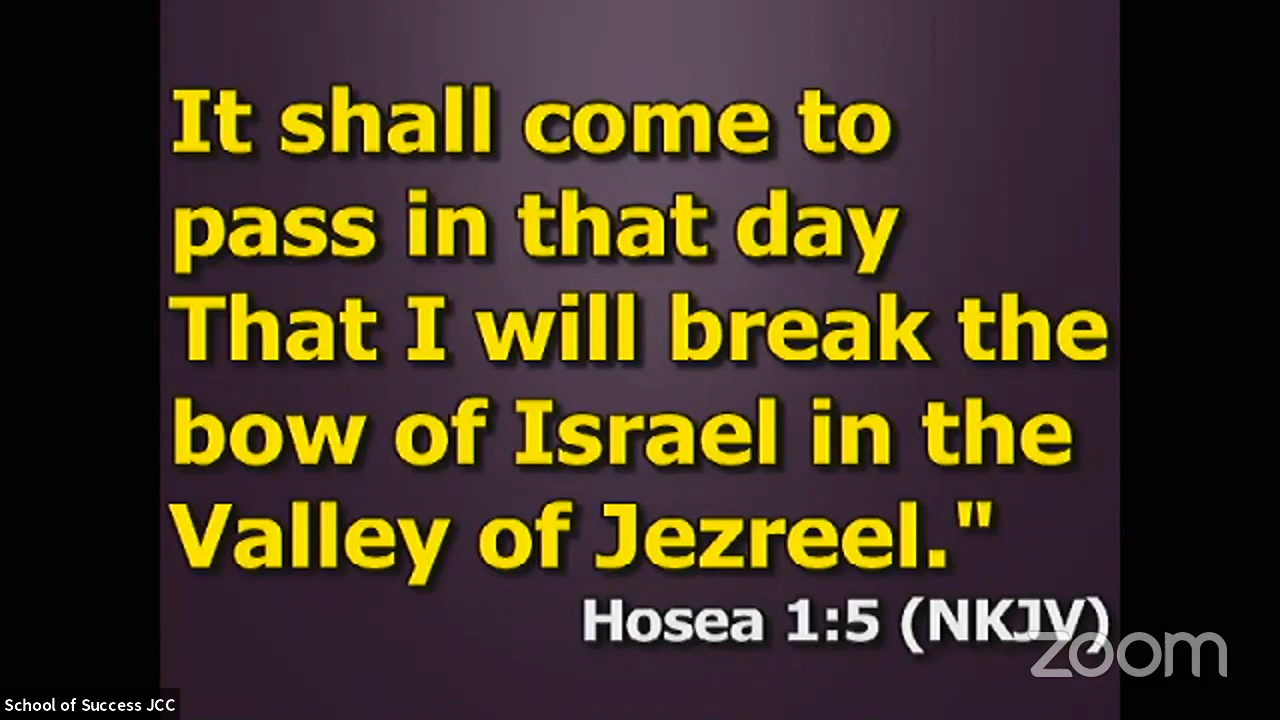 It shall come to
pass in that day
That I will break the
bow of Israel in the
Valley of Jezreel."
Hosea 1:5 (NKJV)
zoom
School of Success JCC